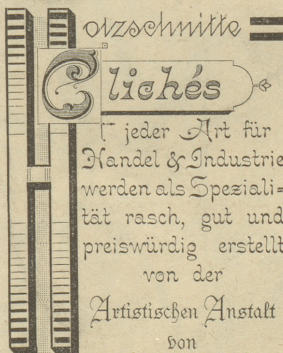 olzschnitte
Clichés
jeder Art für
Handel & Industrie
werden als Speziali-
tät rasch, gut und
preiswürdig erstellt
von der
Artistischen Anstalt
von